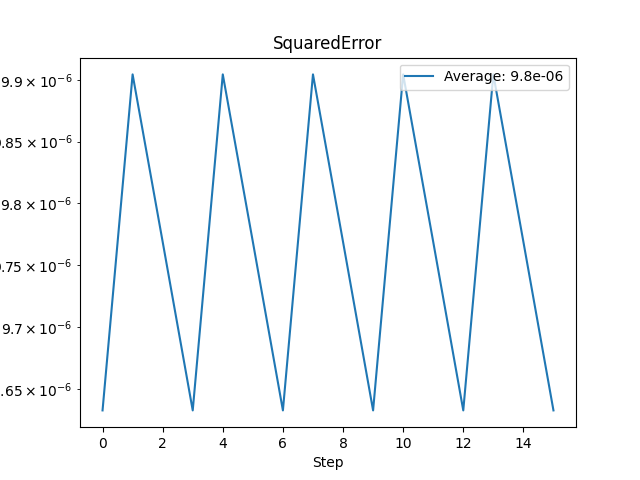 SquaredError
Average: 9.8e-06
9.9 × 10⁻⁶
.85 × 10⁻⁶
9.8 × 10⁻⁶
.75 × 10⁻⁶
9.7 × 10⁻⁶
.65 × 10⁻⁶
0 2 4 6 8 10 12 14
Step